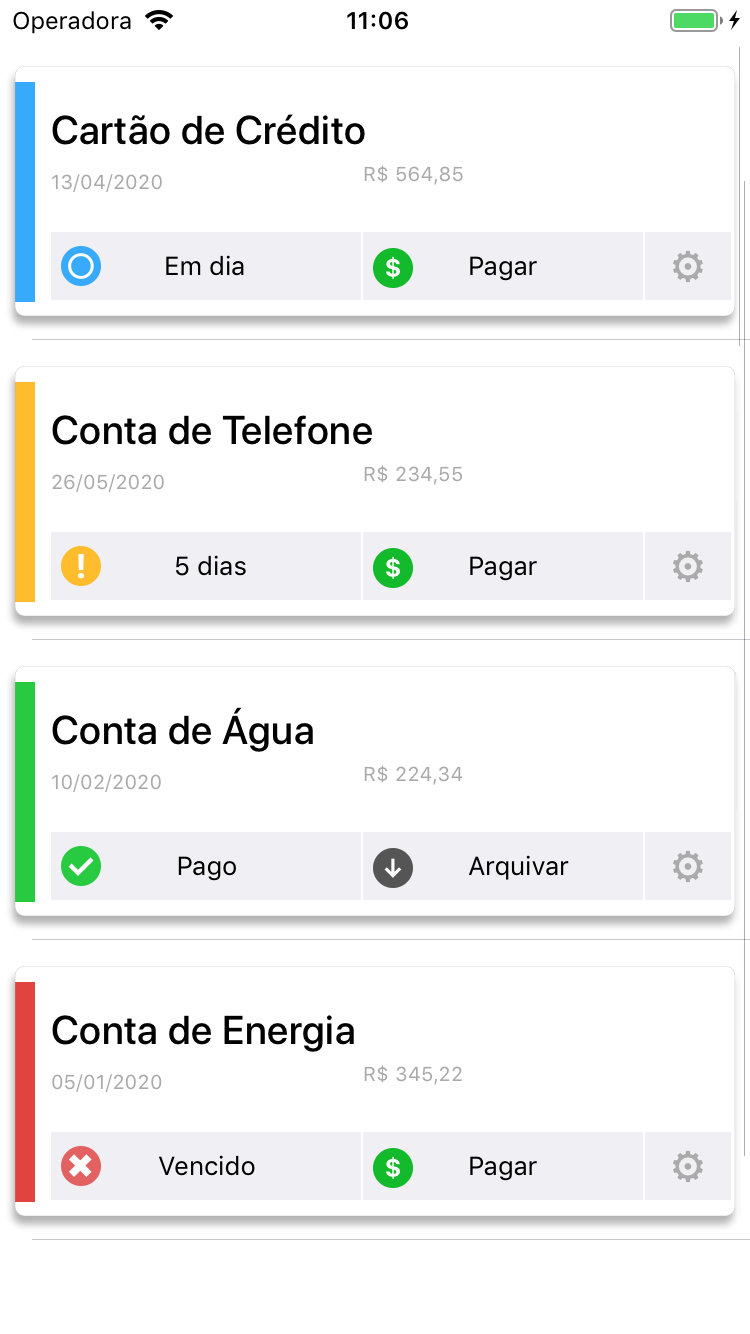 Operadora 11:06
Cartão de Crédito
13/04/2020 R$ 564,85
Em dia $ Pagar
Conta de Telefone
26/05/2020 R$ 234,55
! 5 dias $ Pagar
Conta de Água
10/02/2020 R$ 224,34
Pago Arquivar
Conta de Energia
05/01/2020 R$ 345,22
Vencido $ Pagar